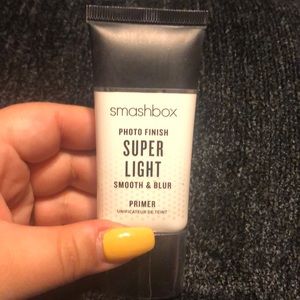 smashbox
PHOTO FINISH
SUPER
LIGHT
SMOOTH & BLUR
PRIMER
UNIFICATEUR DE TEINT